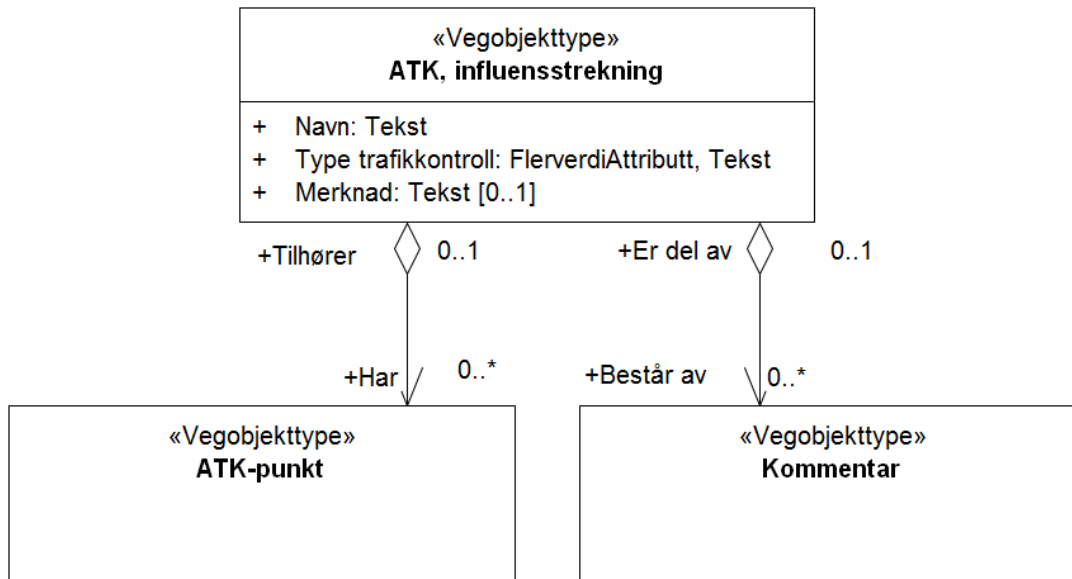 «Vegobjekttype»
ATK, influensstrekning
+ Navn: Tekst
+ Type trafikkontroll: FlerverdiAttributt, Tekst
+ Merknad: Tekst [0..1]
+Tilhører 0..1 +Er del av 0..1
+Har 0..* +Består av 0..*
«Vegobjekttype»
ATK-punkt
«Vegobjekttype»
Kommentar